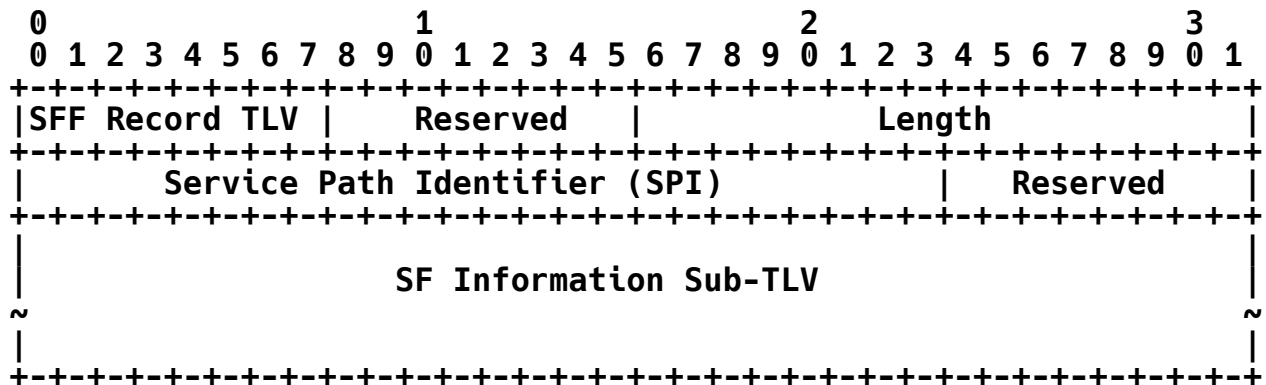 0                   1                   2                   3
 0 1 2 3 4 5 6 7 8 9 0 1 2 3 4 5 6 7 8 9 0 1 2 3 4 5 6 7 8 9 0 1
+-+-+-+-+-+-+-+-+-+-+-+-+-+-+-+-+-+-+-+-+-+-+-+-+-+-+-+-+-+-+-+-+
|SFF Record TLV |    Reserved   |            Length             |
+-+-+-+-+-+-+-+-+-+-+-+-+-+-+-+-+-+-+-+-+-+-+-+-+-+-+-+-+-+-+-+-+
|       Service Path Identifier (SPI)           |   Reserved    |
+-+-+-+-+-+-+-+-+-+-+-+-+-+-+-+-+-+-+-+-+-+-+-+-+-+-+-+-+-+-+-+-+
|                                                               |
|                   SF Information Sub-TLV                      |
~                                                               ~
|                                                               |
+-+-+-+-+-+-+-+-+-+-+-+-+-+-+-+-+-+-+-+-+-+-+-+-+-+-+-+-+-+-+-+-+